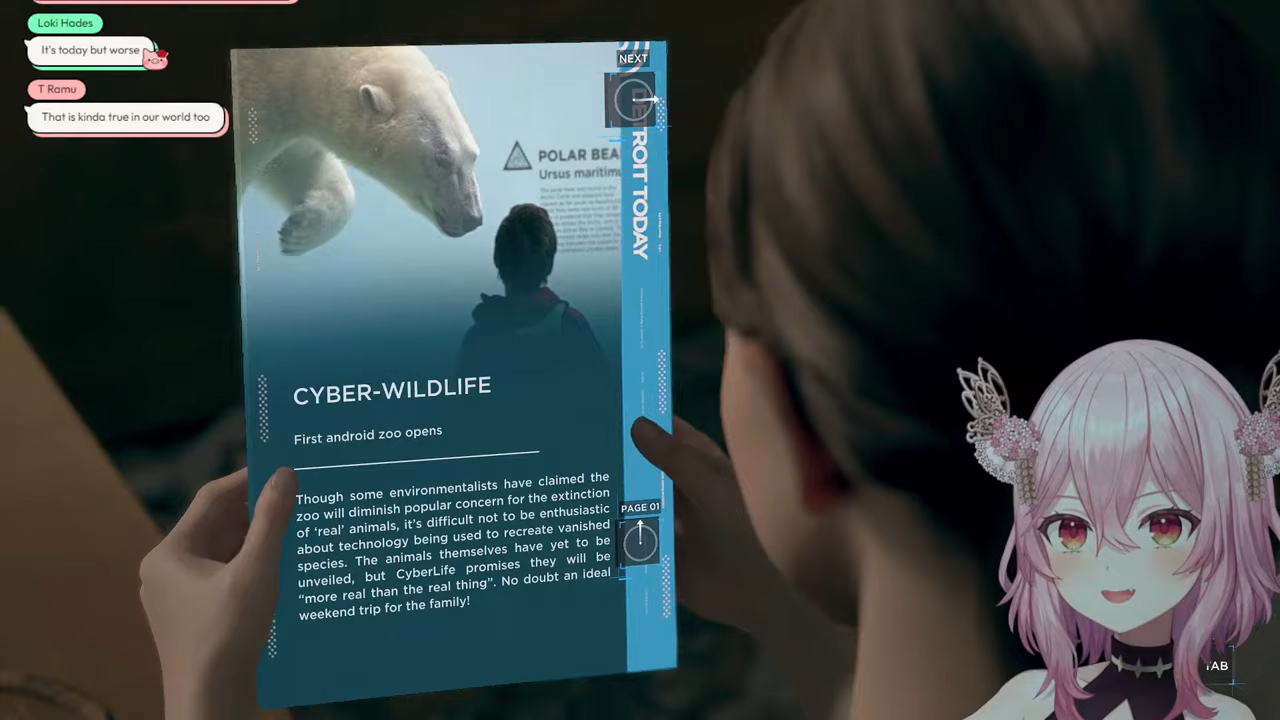 Loki Hades
It's today but worse
T Ramu
That is kinda true in our world too
NEXT
DETROIT TODAY
POLAR BEA
Ursus maritimu
CYBER-WILDLIFE
First android zoo opens
Though some environmentalists have claimed the
zoo will diminish popular concern for the extinction
of 'real' animals, it's difficult not to be enthusiastic
about technology being used to recreate vanished
species. The animals themselves have yet to be
unveiled, but CyberLife promises they will be
“more real than the real thing”. No doubt an ideal
weekend trip for the family!
PAGE 01
TAB